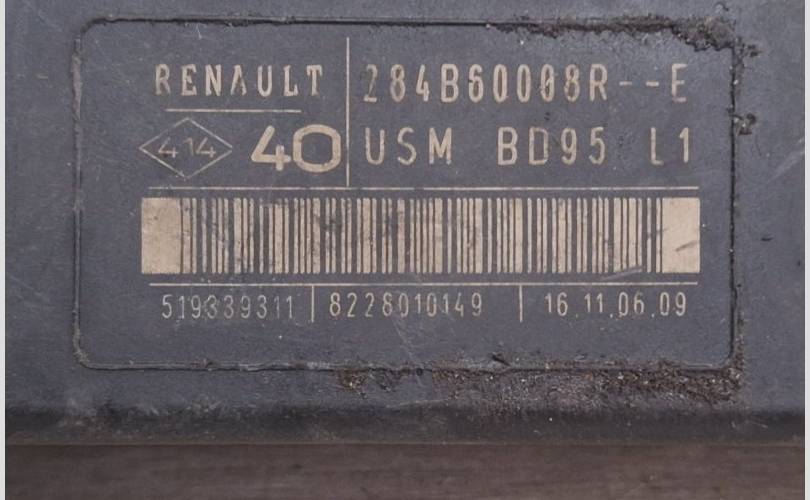 RENAULT 284B60008R--E
414 40 USM BD95 L1
519339311 8228010149 16.11.06.09